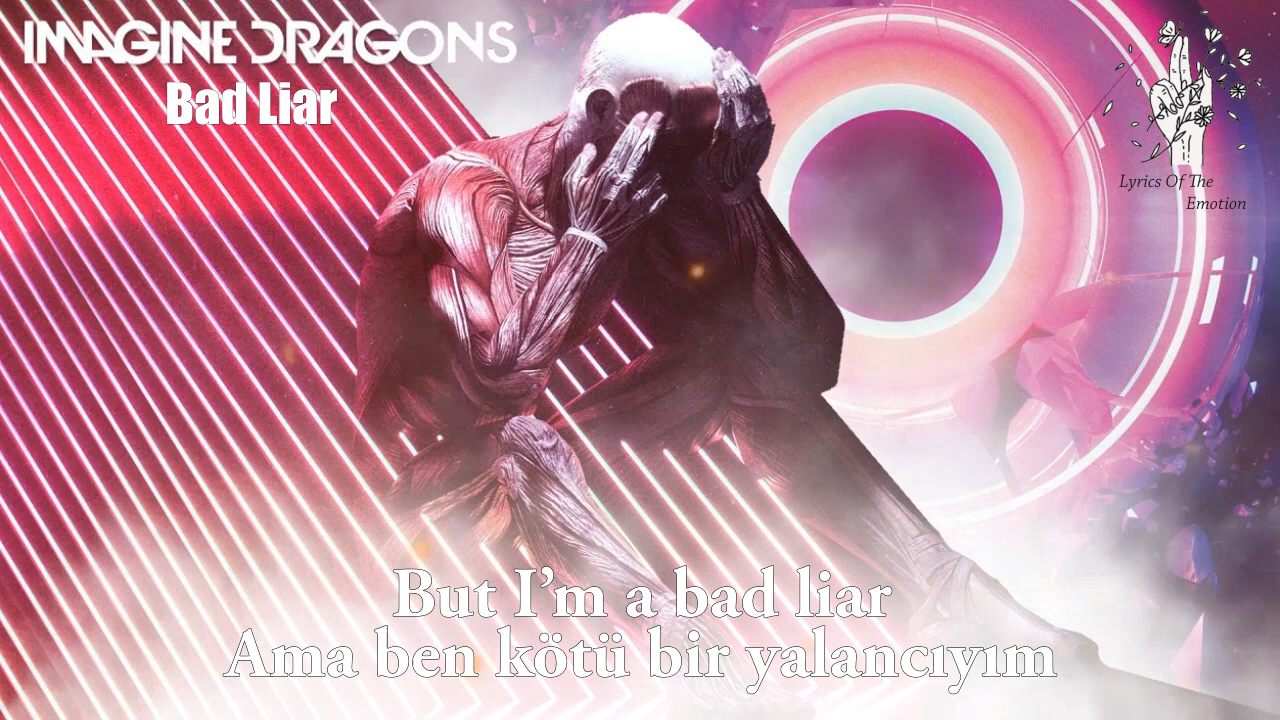 IMAGINE DRAGONS
Bad Liar
Lyrics Of The
Emotion
But I'm a bad liar
Ama ben kötü bir yalancıyım